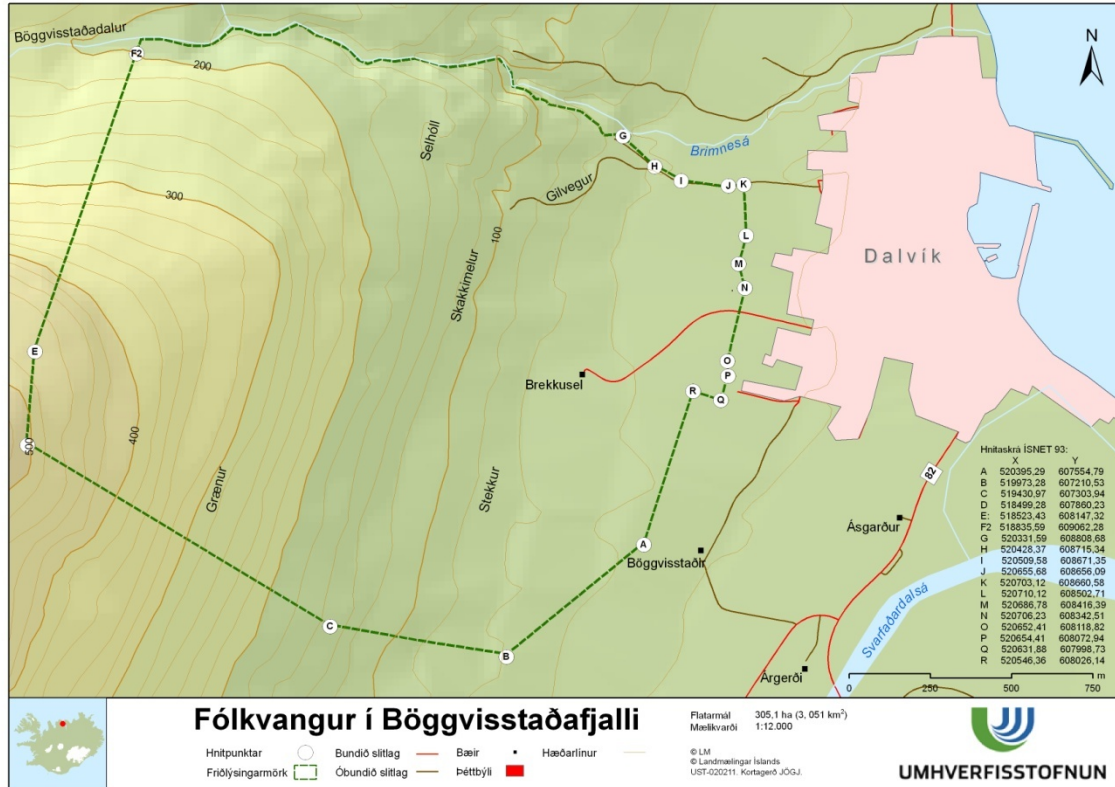 Böggvisstaðadalur
F2
200
N
G
H
I
J
K
L
M
N
O
P
Q
R
A
B
C
E
Selhóll
Gilvegur
Brimnesá
300
100
Skakkimelur
Dalvík
Brekkusel
500
400
Grænur
Stekkur
Böggvisstaðir
82
Ásgarður
Svarfaðardalsá
Árgerði
Hnitaskrá ÍSNET 93:
X Y
A 520395,29 607554,79
B 519973,28 607210,53
C 519430,97 607303,94
D 518499,28 607860,23
E: 518523,43 608147,32
F2 518835,59 609062,28
G 520331,59 608808,68
H 520428,37 608715,34
I 520509,58 608671,35
J 520655,68 608656,09
K 520703,12 608660,58
L 520710,12 608502,71
M 520686,78 608416,39
N 520706,23 608342,51
O 520652,41 608118,82
P 520654,41 608072,94
Q 520631,88 607998,73
R 520546,36 608026,14
0 250 500 750
m
Fólkvangur í Böggvisstaðafjalli
Hnitpunktar Bundið slitlag Bæir Hæðarlínur
Friðlýsingarmörk Óbundið slitlag Þéttbýli
Flatarmál 305,1 ha (3, 051 km²)
Mælikvarði 1:12.000
© LM
© Landmælingar Íslands
UST-020211. Kortagerð JÖGJ.
UMHVERFISSTOFNUN